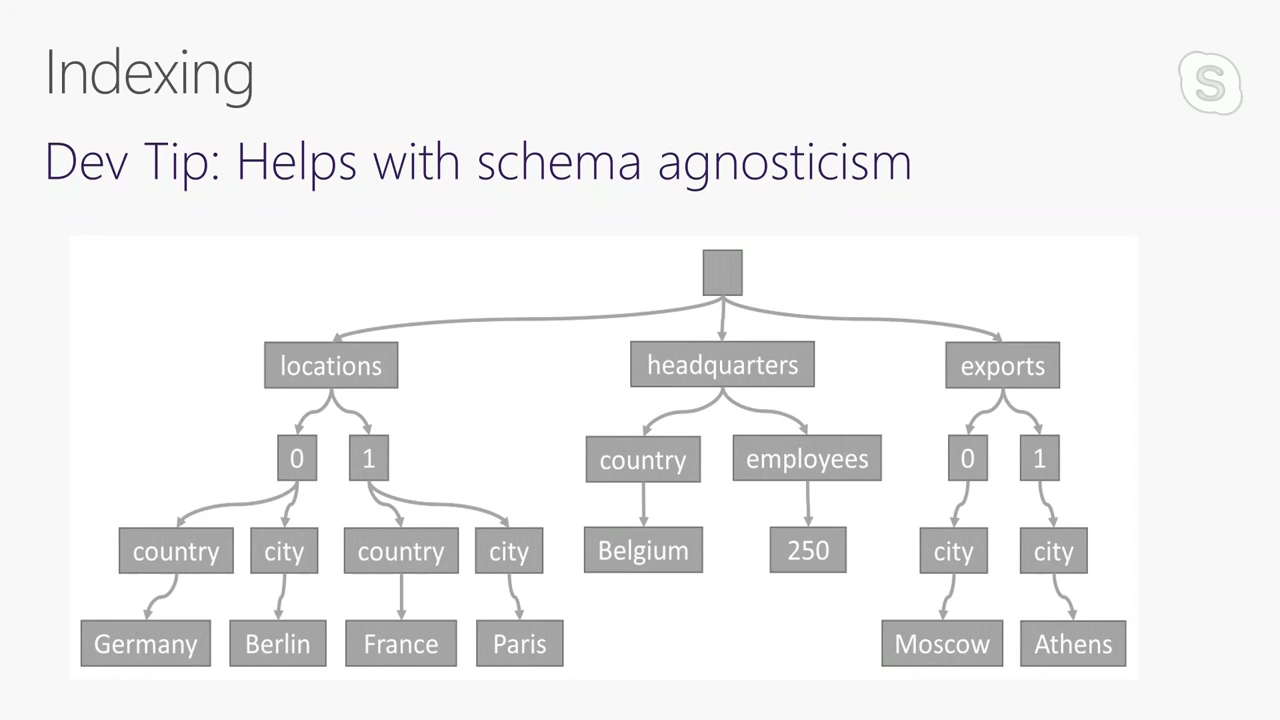 Indexing
S
Dev Tip: Helps with schema agnosticism
locations headquarters exports
0 1 country employees 0 1
country city country city Belgium 250 city city
Germany Berlin France Paris Moscow Athens